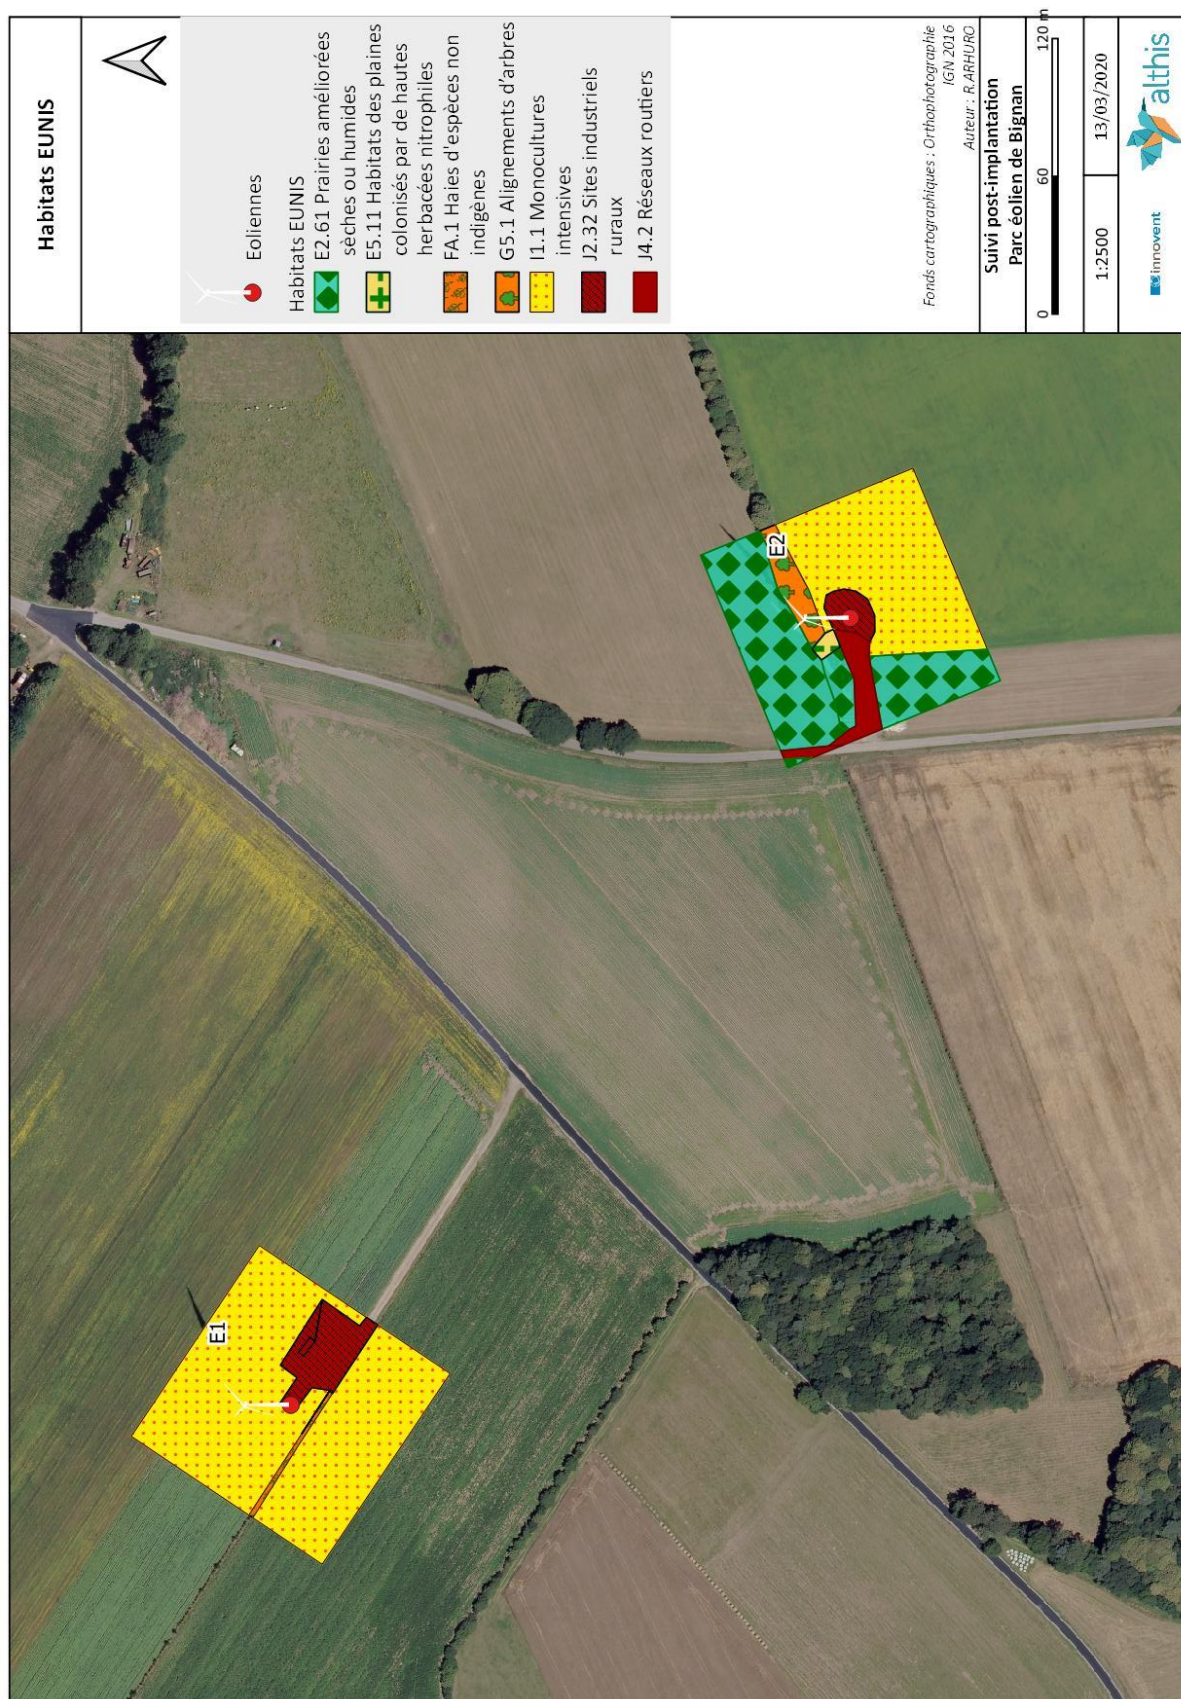 Habitats EUNIS
Eoliennes
Habitats EUNIS
E2.61 Prairies améliorées
sèches ou humides
E5.11 Habitats des plaines
colonisés par de hautes
herbacées nitrophiles
FA.1 Haies d'espèces non
indigènes
G5.1 Alignements d'arbres
I1.1 Monocultures
intensives
J2.32 Sites industriels
ruraux
J4.2 Réseaux routiers
Fonds cartographiques : Orthophotographie
IGN 2016
Auteur : R.ARHURO
Suivi post-implantation
Parc éolien de Bignan
0 60 120 m
1:2500 13/03/2020
innovent althis
E1
E2